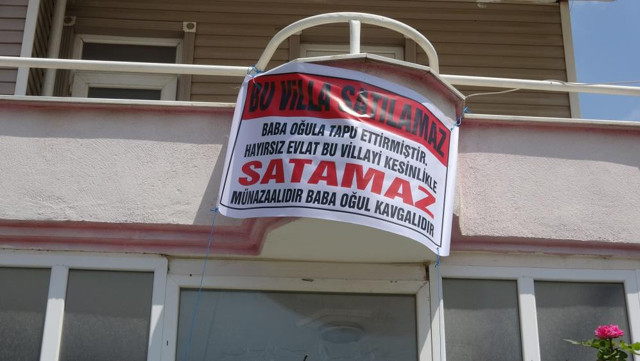 BU VİLLA SATILAMAZ
BABA OĞULA TAPU ETTİRMİŞTİR.
HAYIRSIZ EVLAT BU VİLLAYI KESİNLİKLE
SATAMAZ
MÜNAZAALIDIR BABA OĞUL KAVGALIDIR